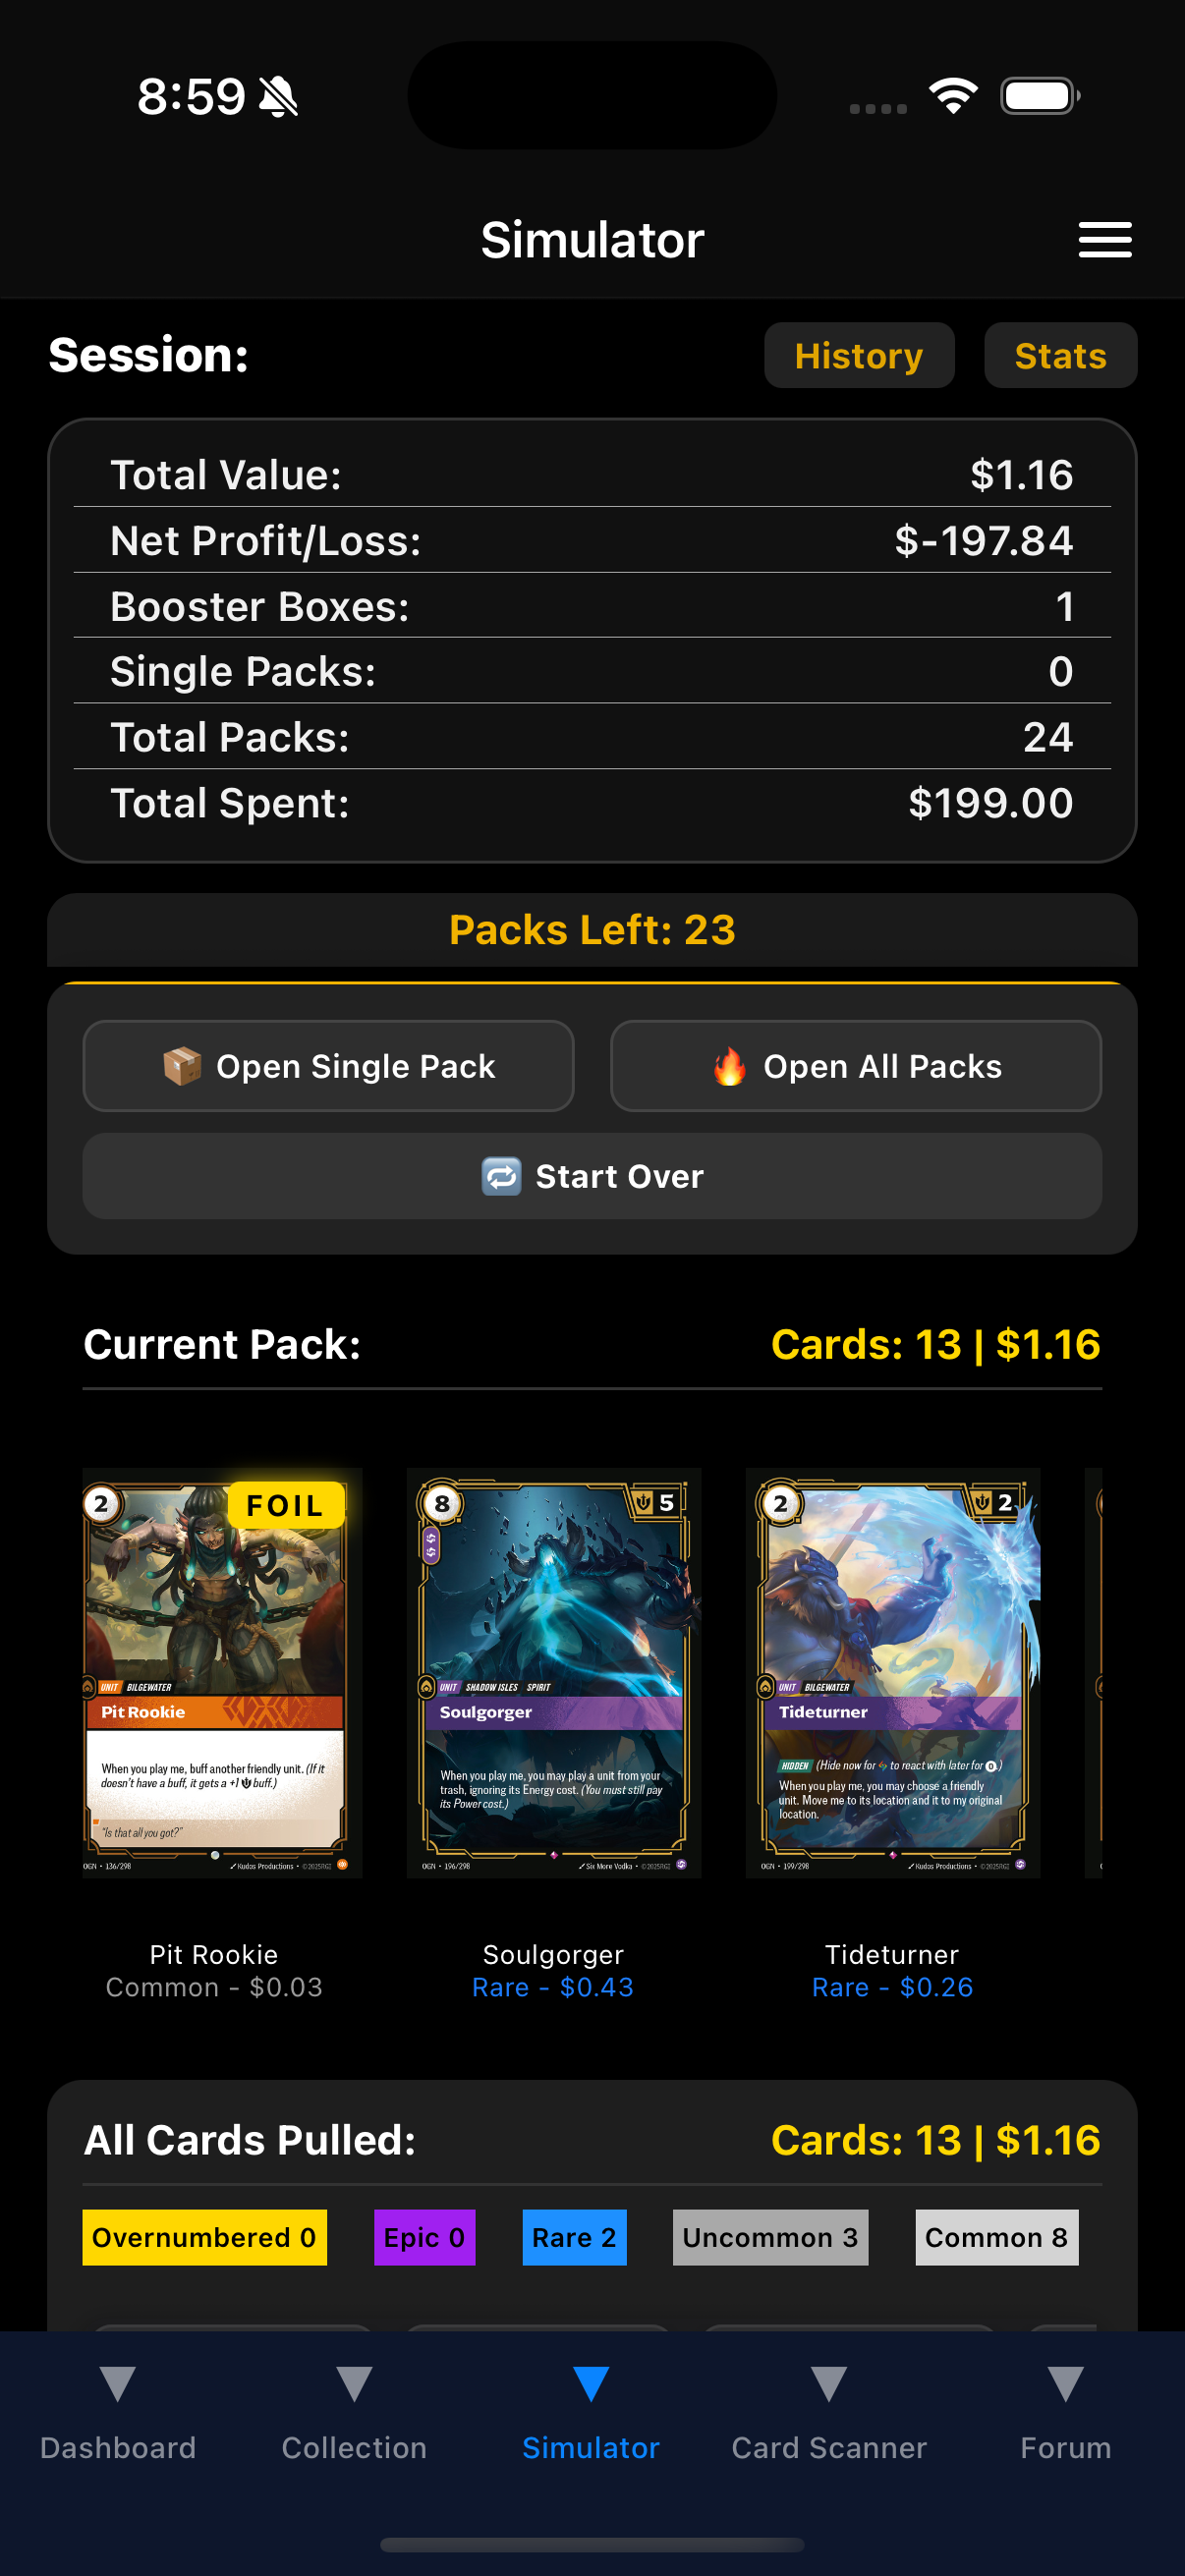 8:59
Simulator
Session:
History
Stats
Total Value: $1.16
Net Profit/Loss: $-197.84
Booster Boxes: 1
Single Packs: 0
Total Packs: 24
Total Spent: $199.00
Packs Left: 23
📦 Open Single Pack
🔥 Open All Packs
🔁 Start Over
Current Pack:
Cards: 13 | $1.16
2
FOIL
UNIT BILGEWATER
Pit Rookie
When you play me, buff another friendly unit. (If it
doesn't have a buff, it gets a +1 buff.)
"Is that all you got?"
OGN • 136/298
Kudos Productions • ©2025RGI
8
5
UNIT SHADOW ISLES SPIRIT
Soulgorger
When you play me, you may play a unit from your
trash, ignoring its Energy cost. (You must still pay
its Power cost.)
OGN • 196/298
Six More Vodka • ©2025RGI
2
2
UNIT BILGEWATER
Tideturner
HIDDEN (Hide now for to react with later for 0.)
When you play me, you may choose a friendly
unit. Move me to its location and it to my original
location.
OGN • 199/298
Kudos Productions • ©2025RGI
Pit Rookie
Common - $0.03
Soulgorger
Rare - $0.43
Tideturner
Rare - $0.26
All Cards Pulled:
Cards: 13 | $1.16
Overnumbered 0
Epic 0
Rare 2
Uncommon 3
Common 8
Dashboard
Collection
Simulator
Card Scanner
Forum